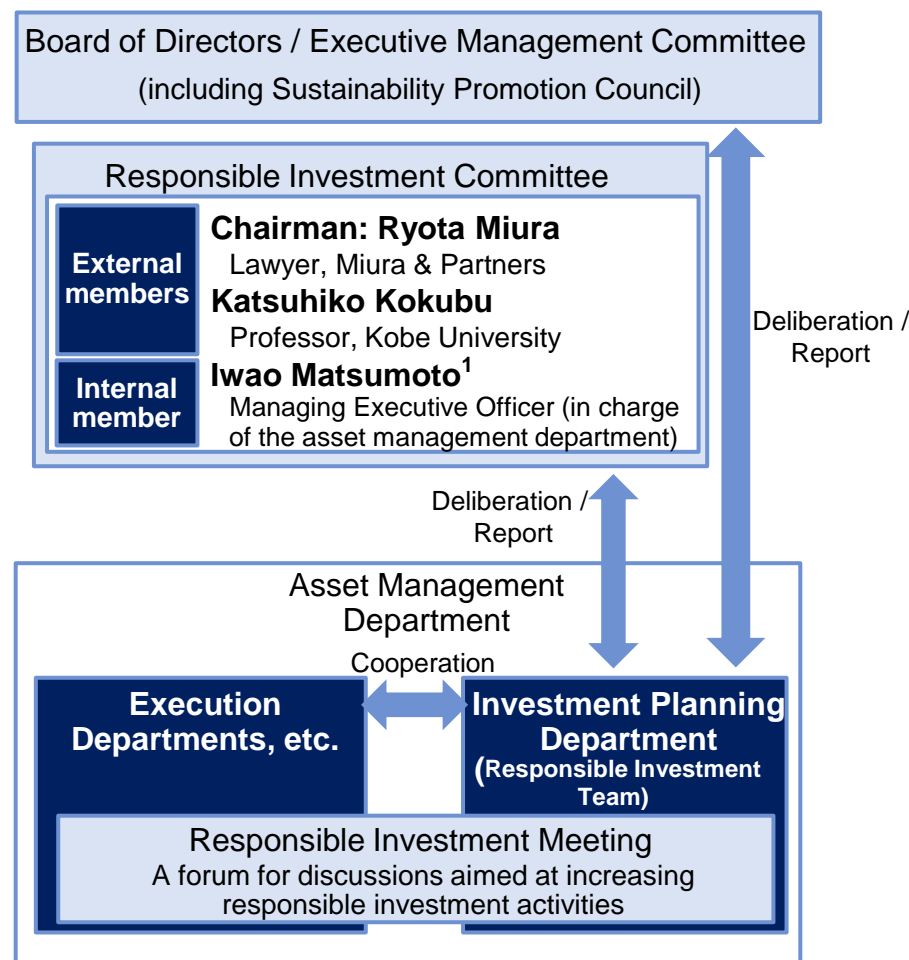 Board of Directors / Executive Management Committee
(including Sustainability Promotion Council)
Responsible Investment Committee
External
members
Chairman: Ryota Miura
Lawyer, Miura & Partners
Katsuhiko Kokubu
Professor, Kobe University
Internal
member
Iwao Matsumoto1
Managing Executive Officer (in charge
of the asset management department)
Deliberation /
Report
Deliberation /
Report
Asset Management
Department
Cooperation
Execution
Departments, etc.
Investment Planning
Department
(Responsible Investment
Team)
Responsible Investment Meeting
A forum for discussions aimed at increasing
responsible investment activities